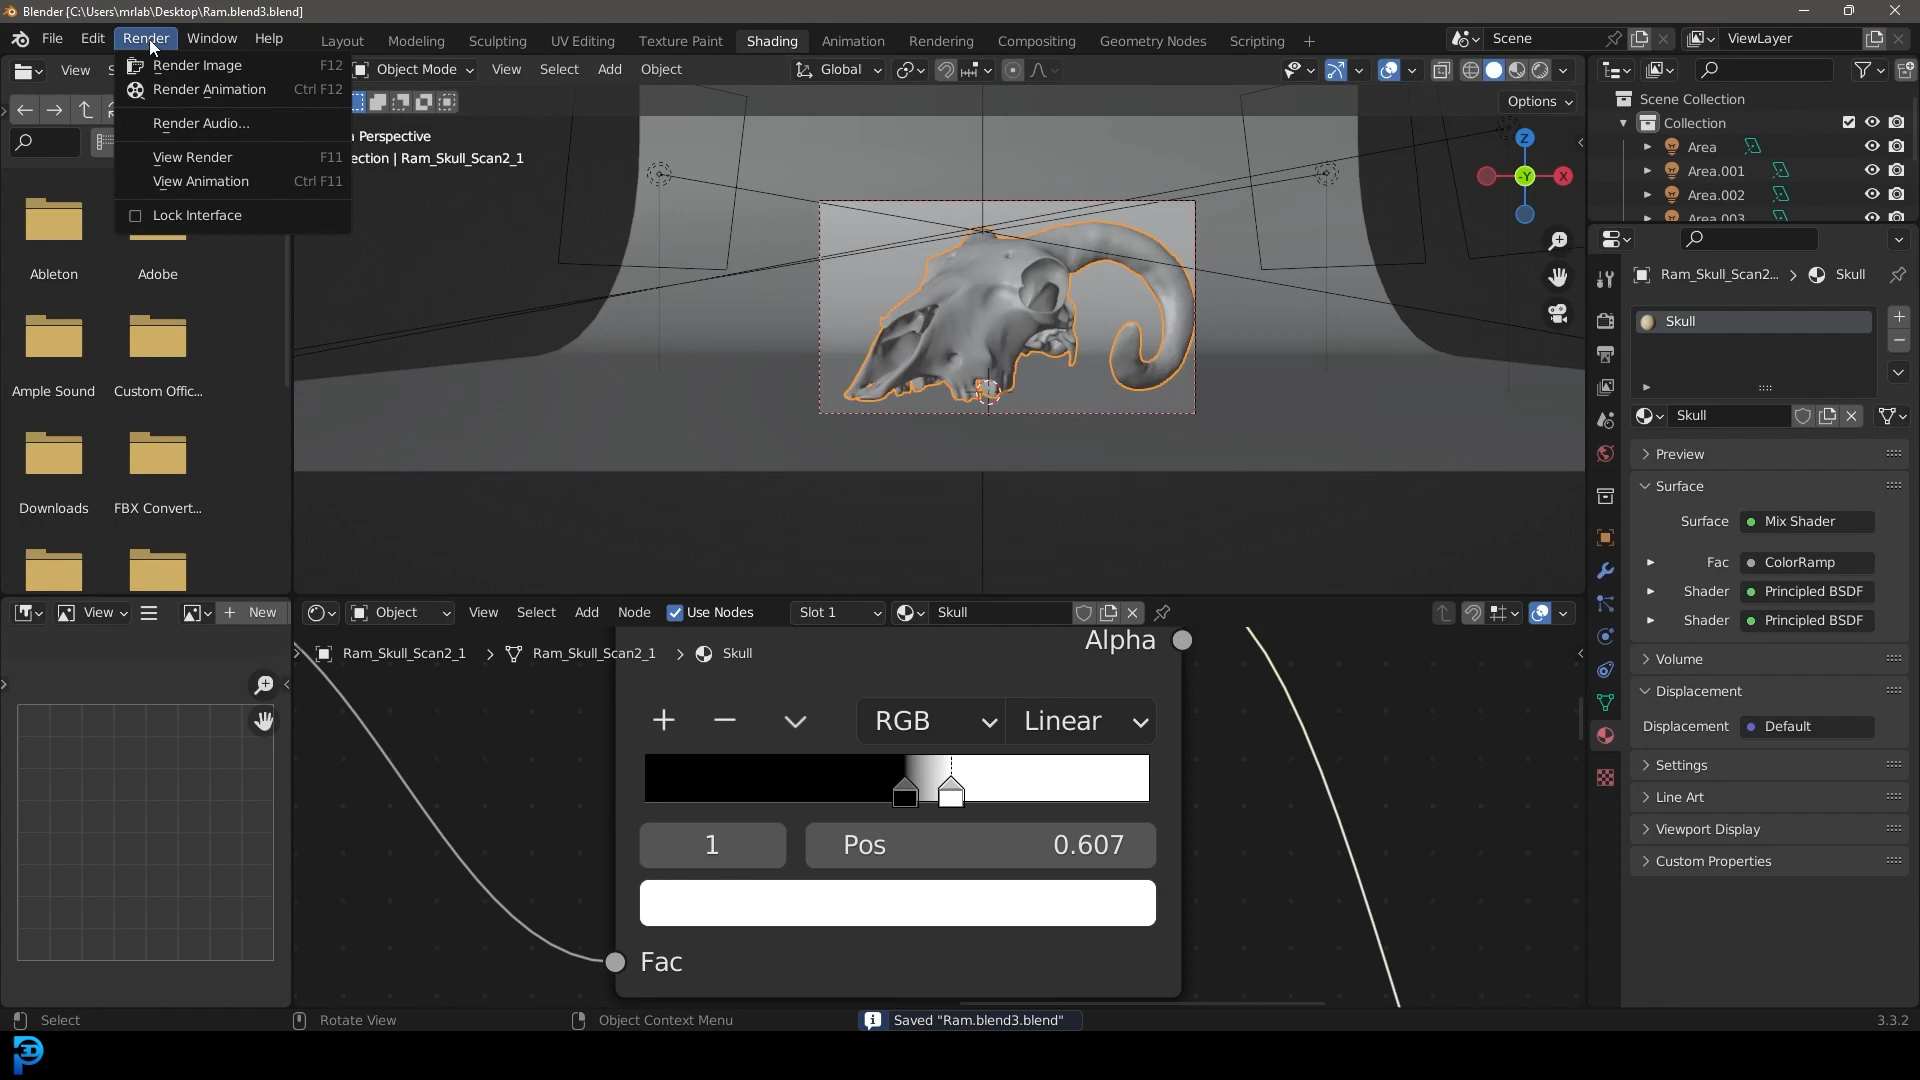 Blender [C:\Users\mrlab\Desktop\Ram.blend3.blend]
File Edit Render Window Help Layout Modeling Sculpting UV Editing Texture Paint Shading Animation Rendering Compositing Geometry Nodes Scripting + Scene ViewLayer
Render Image F12
Render Animation Ctrl F12
Render Audio...
View Render F11
View Animation Ctrl F11
Lock Interface
View S
Object Mode View Select Add Object Global
Options
Perspective
ection | Ram_Skull_Scan2_1
Z
-Y
X
Ableton Adobe
Ample Sound Custom Offic...
Downloads FBX Convert...
Scene Collection
Collection
Area
Area.001
Area.002
Area.003
Ram_Skull_Scan2... > Skull
Skull
Skull
Preview
Surface
Surface Mix Shader
Fac ColorRamp
Shader Principled BSDF
Shader Principled BSDF
Volume
Displacement
Displacement Default
Settings
Line Art
Viewport Display
Custom Properties
View + New
Object View Select Add Node Use Nodes Slot 1 Skull
Ram_Skull_Scan2_1 > Ram_Skull_Scan2_1 > Skull
Alpha
RGB Linear
1 Pos 0.607
Fac
Select Rotate View Object Context Menu Saved "Ram.blend3.blend" 3.3.2
3D